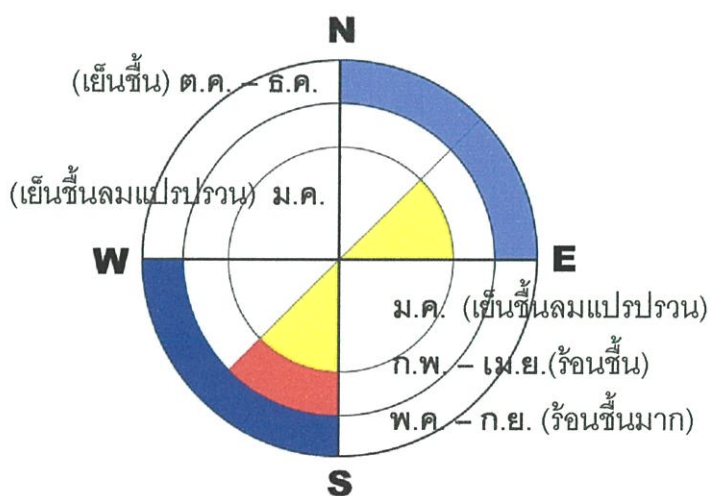 N
(เย็นชื้น) ต.ค. – ธ.ค.
(เย็นชื้นลมแปรปรวน) ม.ค.
W
E
ม.ค. (เย็นชื้นลมแปรปรวน)
ก.พ. – เม.ย.(ร้อนชื้น)
พ.ค. – ก.ย. (ร้อนชื้นมาก)
S